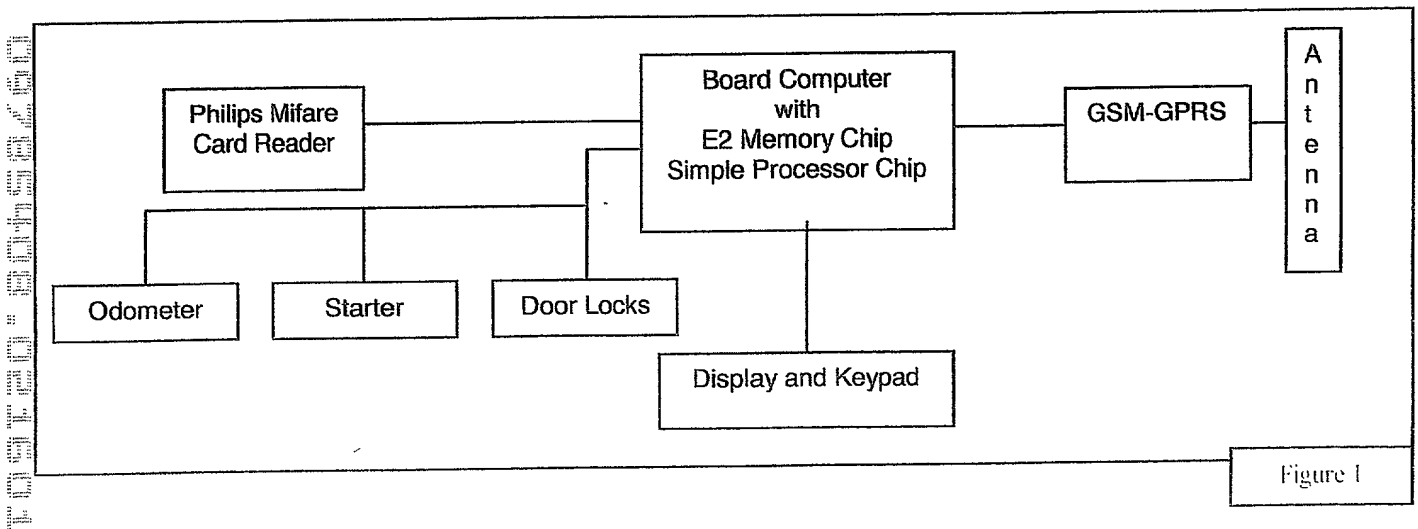 Philips Mifare
Card Reader
Board Computer
with
E2 Memory Chip
Simple Processor Chip
GSM-GPRS
Antenna
Odometer
Starter
Door Locks
Display and Keypad
Figure 1